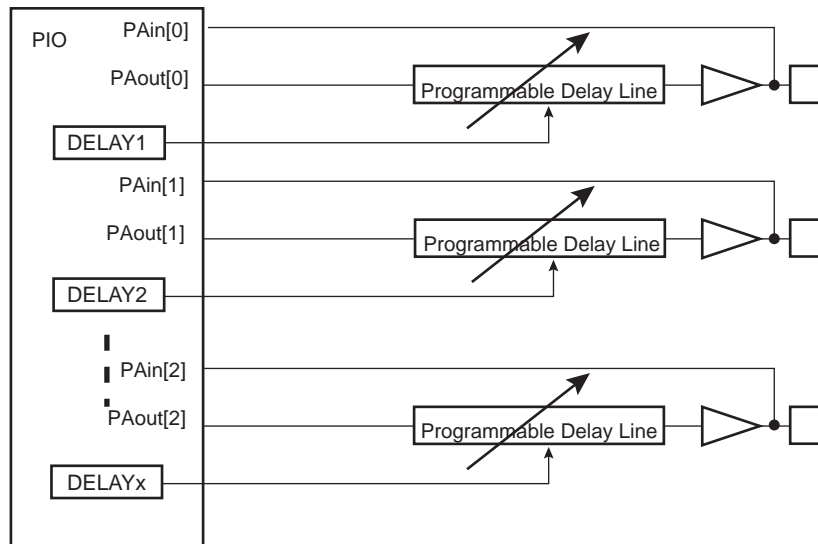 PIO
PAin[0]
PAout[0]
Programmable Delay Line
DELAY1
PAin[1]
PAout[1]
Programmable Delay Line
DELAY2
PAin[2]
PAout[2]
Programmable Delay Line
DELAYx